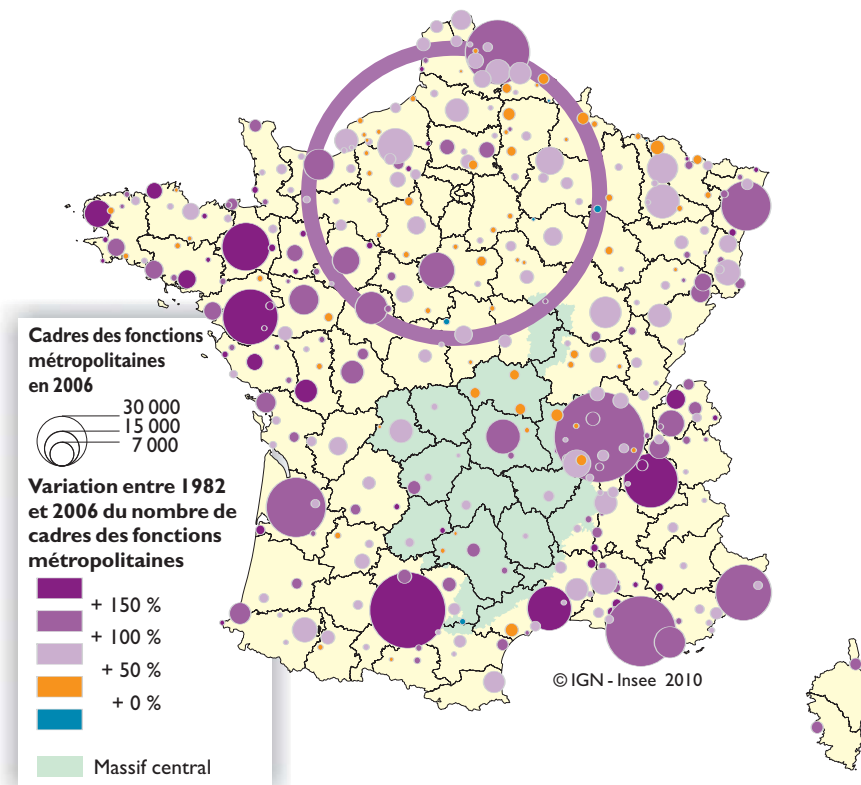 Cadres des fonctions
métropolitaines
en 2006
30 000
15 000
7 000
Variation entre 1982
et 2006 du nombre de
cadres des fonctions
métropolitaines
+ 150 %
+ 100 %
+ 50 %
+ 0 %
Massif central
© IGN - Insee 2010